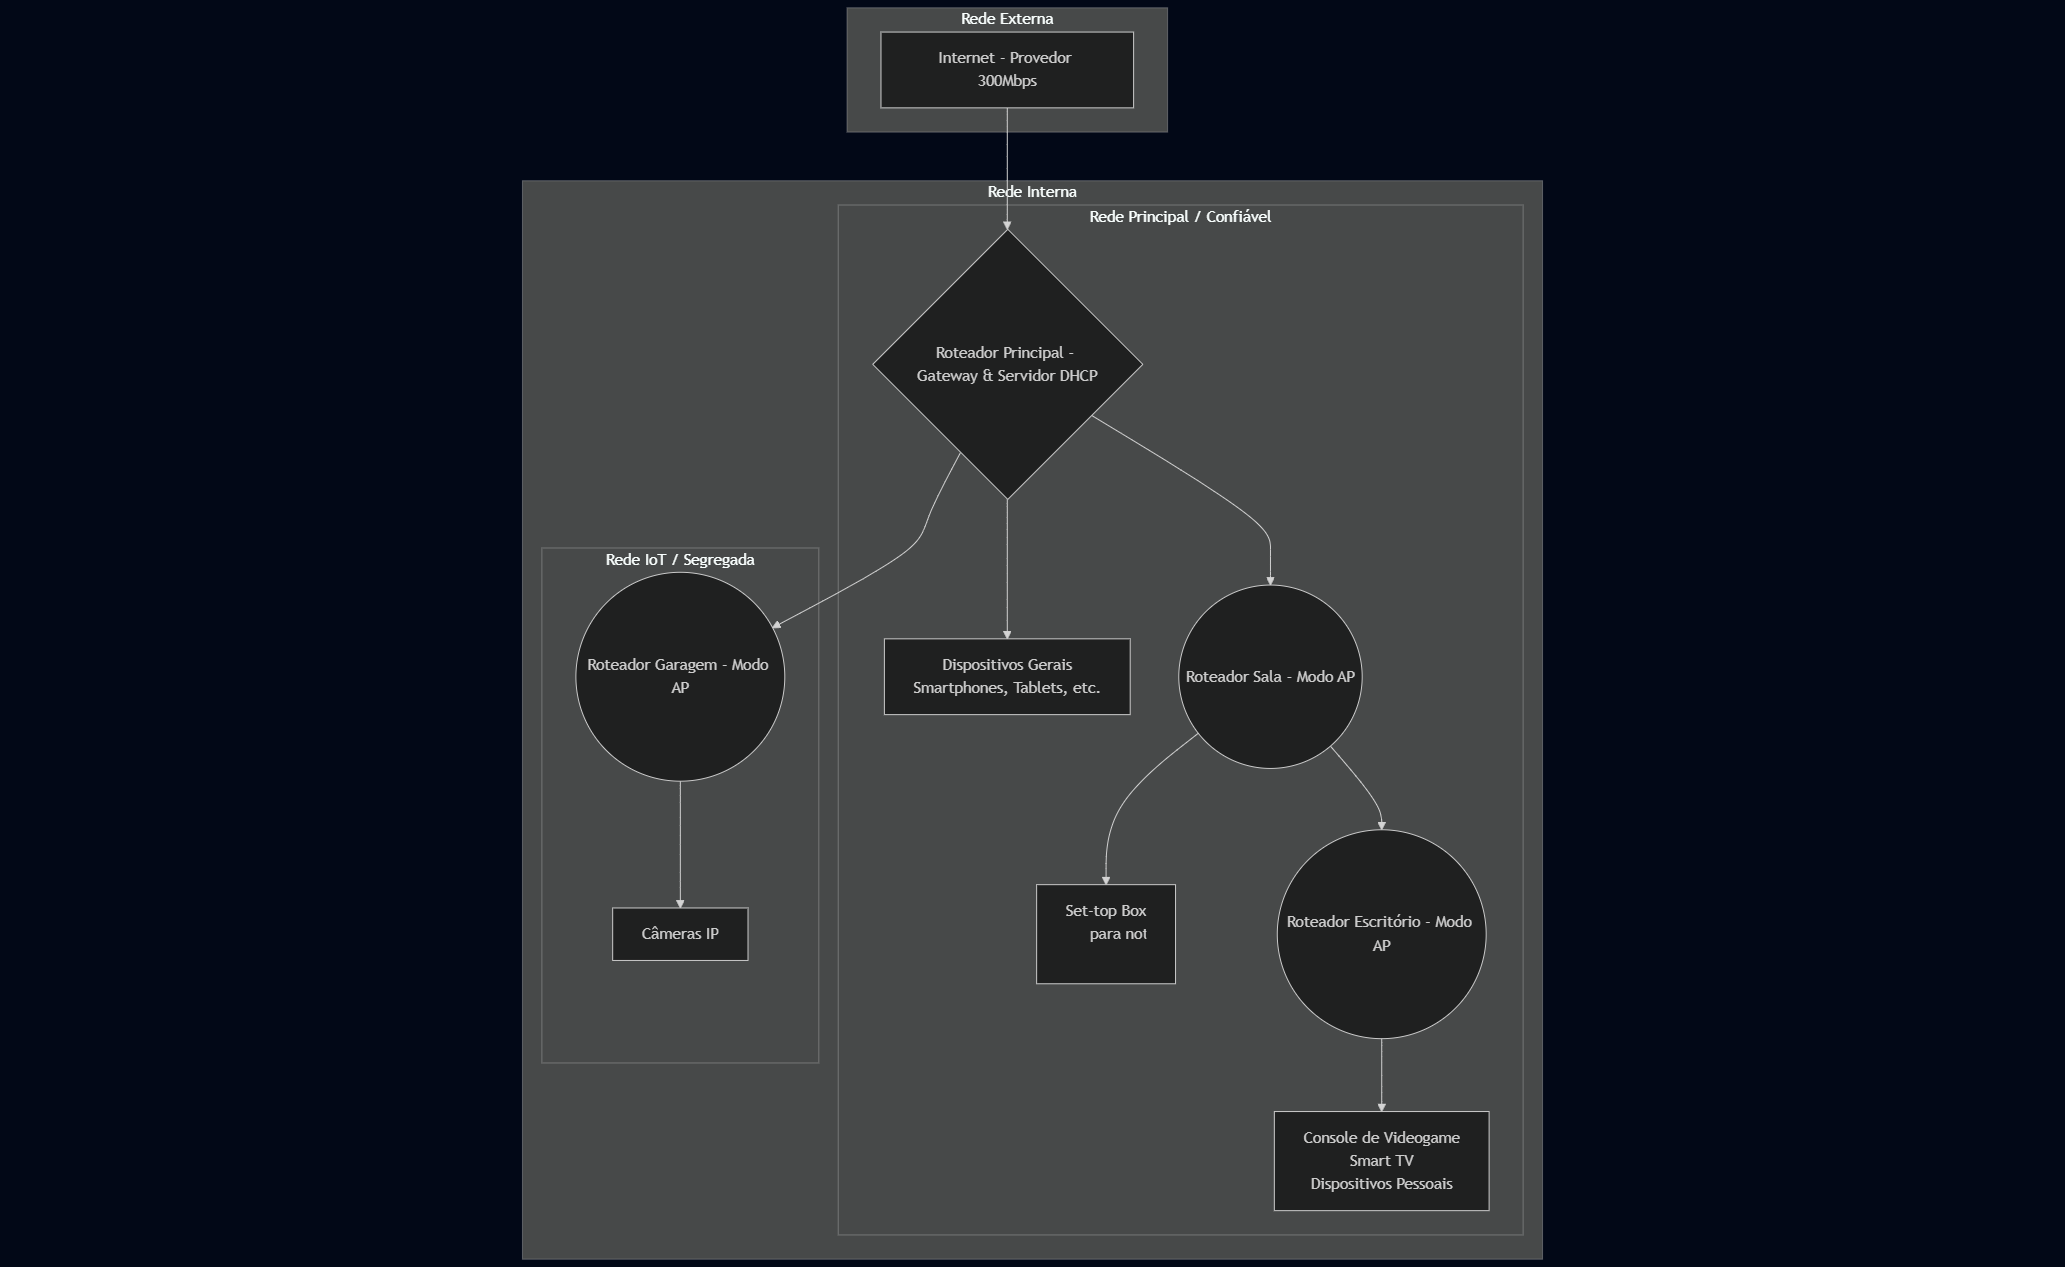 Rede Externa
Internet - Provedor
300Mbps
Rede Interna
Rede Principal / Confiável
Roteador Principal -
Gateway & Servidor DHCP
Rede IoT / Segregada
Roteador Garagem - Modo
AP
Dispositivos Gerais
Smartphones, Tablets, etc.
Roteador Sala - Modo AP
Câmeras IP
Set-top Box
para not
Roteador Escritório - Modo
AP
Console de Videogame
Smart TV
Dispositivos Pessoais